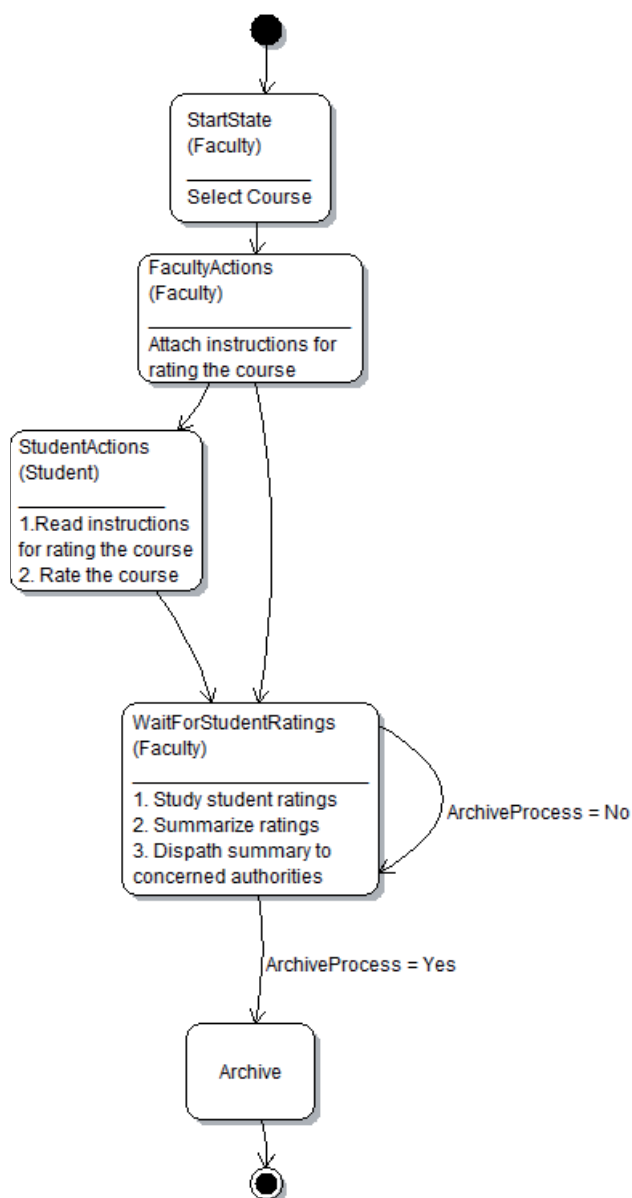 StartState
(Faculty)
Select Course
FacultyActions
(Faculty)
Attach instructions for
rating the course
StudentActions
(Student)
1.Read instructions
for rating the course
2. Rate the course
WaitForStudentRatings
(Faculty)
1. Study student ratings
2. Summarize ratings
3. Dispath summary to
concerned authorities
ArchiveProcess = No
ArchiveProcess = Yes
Archive